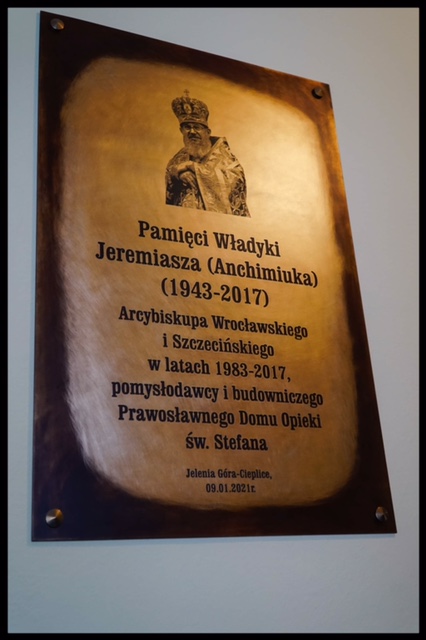 Pamięci Władyki
Jeremiasza (Anchimiuka)
(1943-2017)
Arcybiskupa Wrocławskiego
i Szczecińskiego
w latach 1983-2017,
pomysłodawcy i budowniczego
Prawosławnego Domu Opieki
św. Stefana
Jelenia Góra-Cieplice,
09.01.2021r.